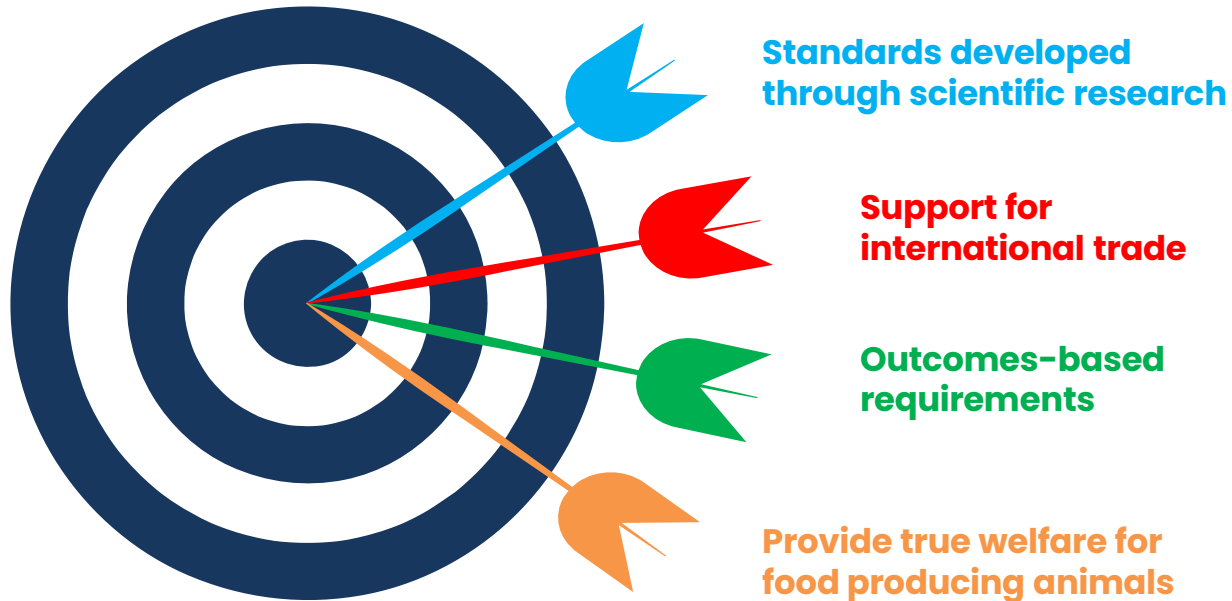 Standards developed
through scientific research
Support for
international trade
Outcomes-based
requirements
Provide true welfare for
food producing animals